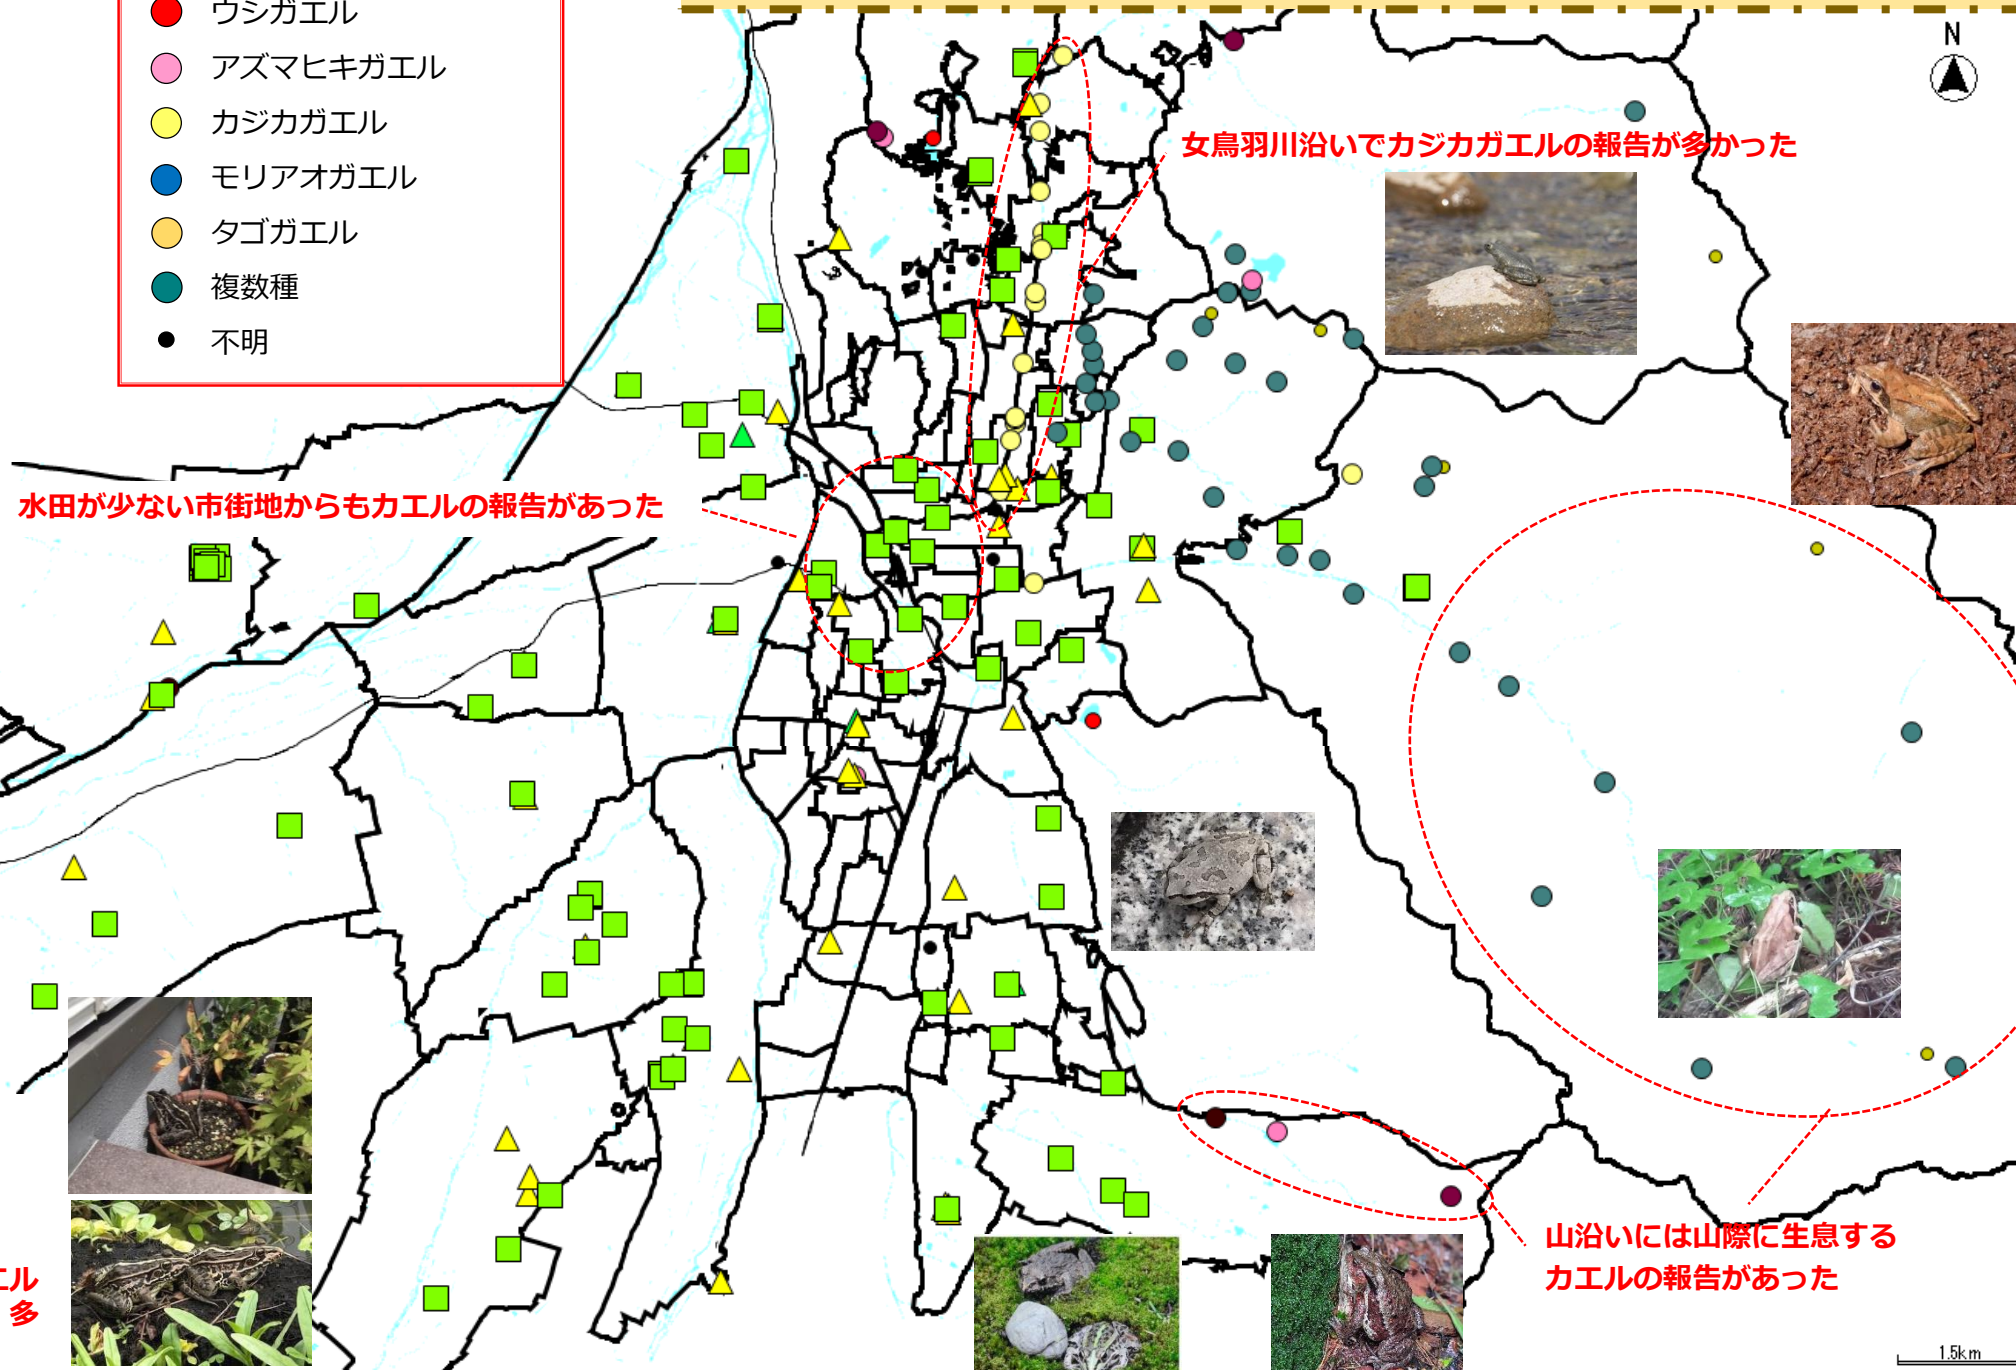 ウシガエル
アズマヒキガエル
カジカガエル
モリアオガエル
タゴガエル
複数種
不明
N
女鳥羽川沿いでカジカガエルの報告が多かった
水田が少ない市街地からもカエルの報告があった
山沿いには山際に生息する
カエルの報告があった
エル
多
1.5km